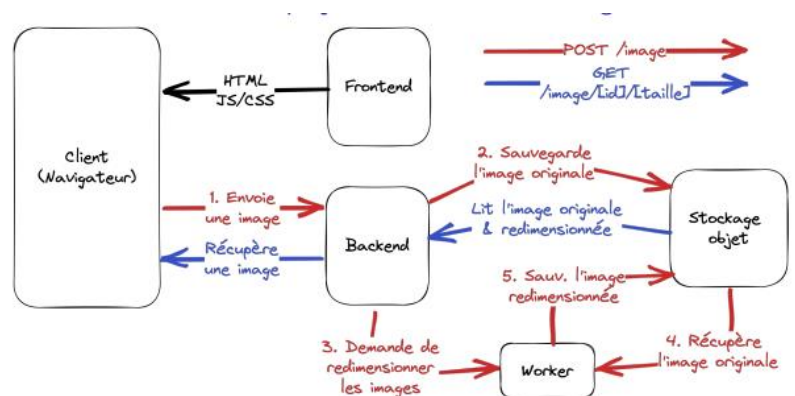 HTML
JS/CSS
Frontend
POST /image
GET
/image/[id]/[taille]
Client
(Navigateur)
1. Envoie
une image
Récupère
une image
Backend
2. Sauvegarde
l'image originale
Lit l'image originale
& redimensionnée
Stockage
objet
5. Sauv. l'image
redimensionnée
3. Demande de
redimensionner
les images
Worker
4. Récupère
l'image originale